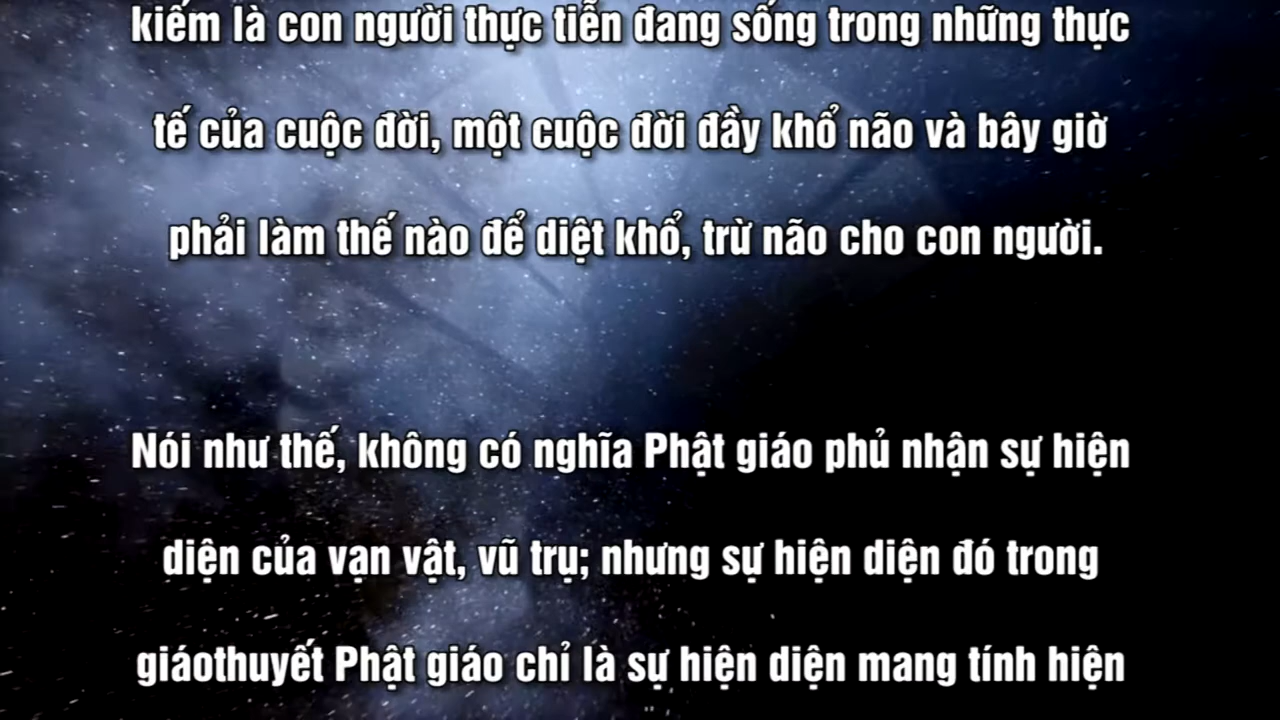 kiếm là con người thực tiễn đang sống trong những thực
tế của cuộc đời, một cuộc đời đầy khổ não và bây giờ
phải làm thế nào để diệt khổ, trừ não cho con người.
Nói như thế, không có nghĩa Phật giáo phủ nhận sự hiện
diện của vạn vật, vũ trụ; nhưng sự hiện diện đó trong
giáothuyết Phật giáo chỉ là sự hiện diện mang tính hiện